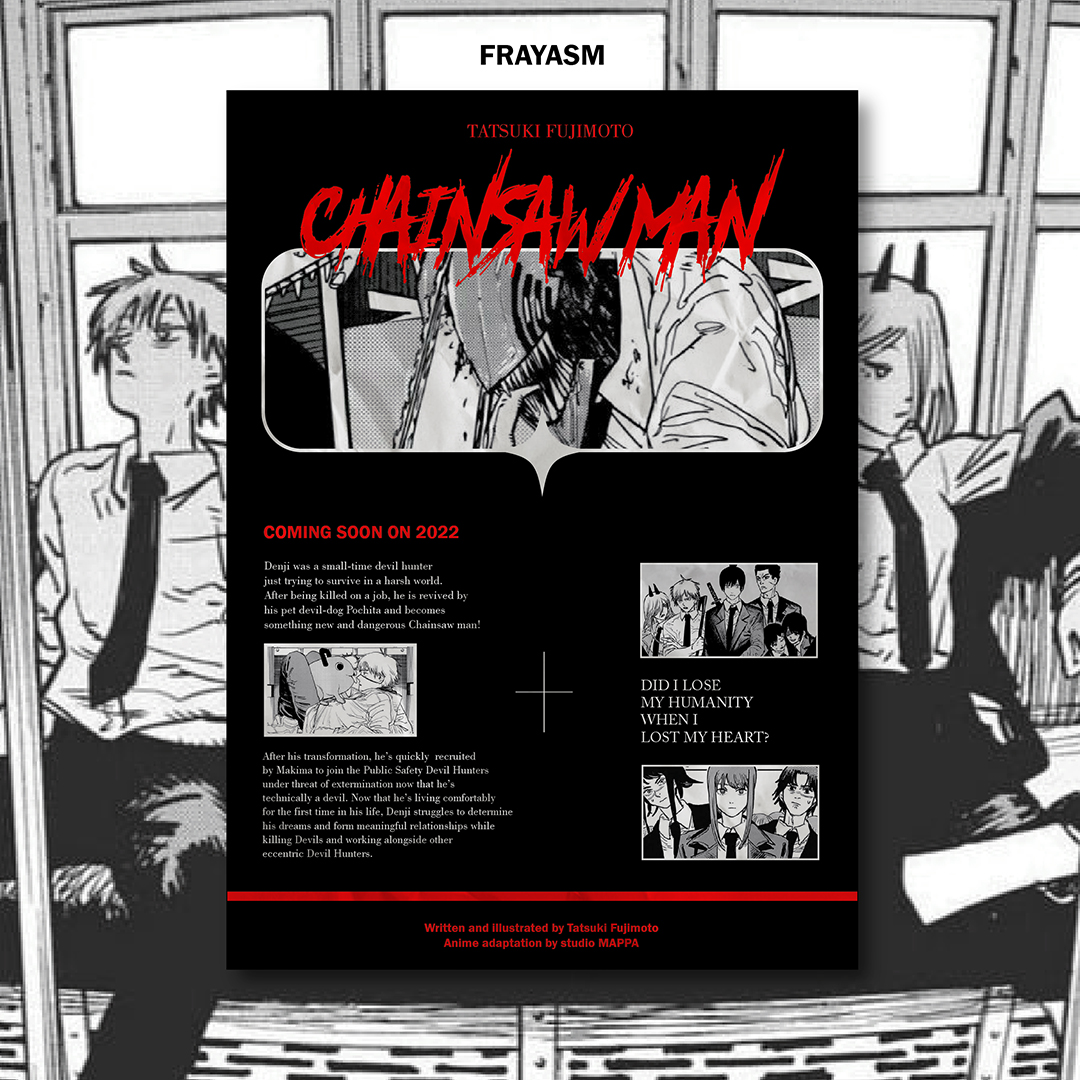 FRAYASM
TATSUKI FUJIMOTO
CHAINSAW MAN
COMING SOON ON 2022
Denji was a small-time devil hunter
just trying to survive in a harsh world.
After being killed on a job, he is revived by
his pet devil-dog Pochita and becomes
something new and dangerous Chainsaw man!
After his transformation, he's quickly recruited
by Makima to join the Public Safety Devil Hunters
under threat of extermination now that he's
technically a devil. Now that he's living comfortably
for the first time in his life, Denji struggles to determine
his dreams and form meaningful relationships while
killing Devils and working alongside other
eccentric Devil Hunters.
DID I LOSE
MY HUMANITY
WHEN I
LOST MY HEART?
Written and illustrated by Tatsuki Fujimoto
Anime adaptation by studio MAPPA